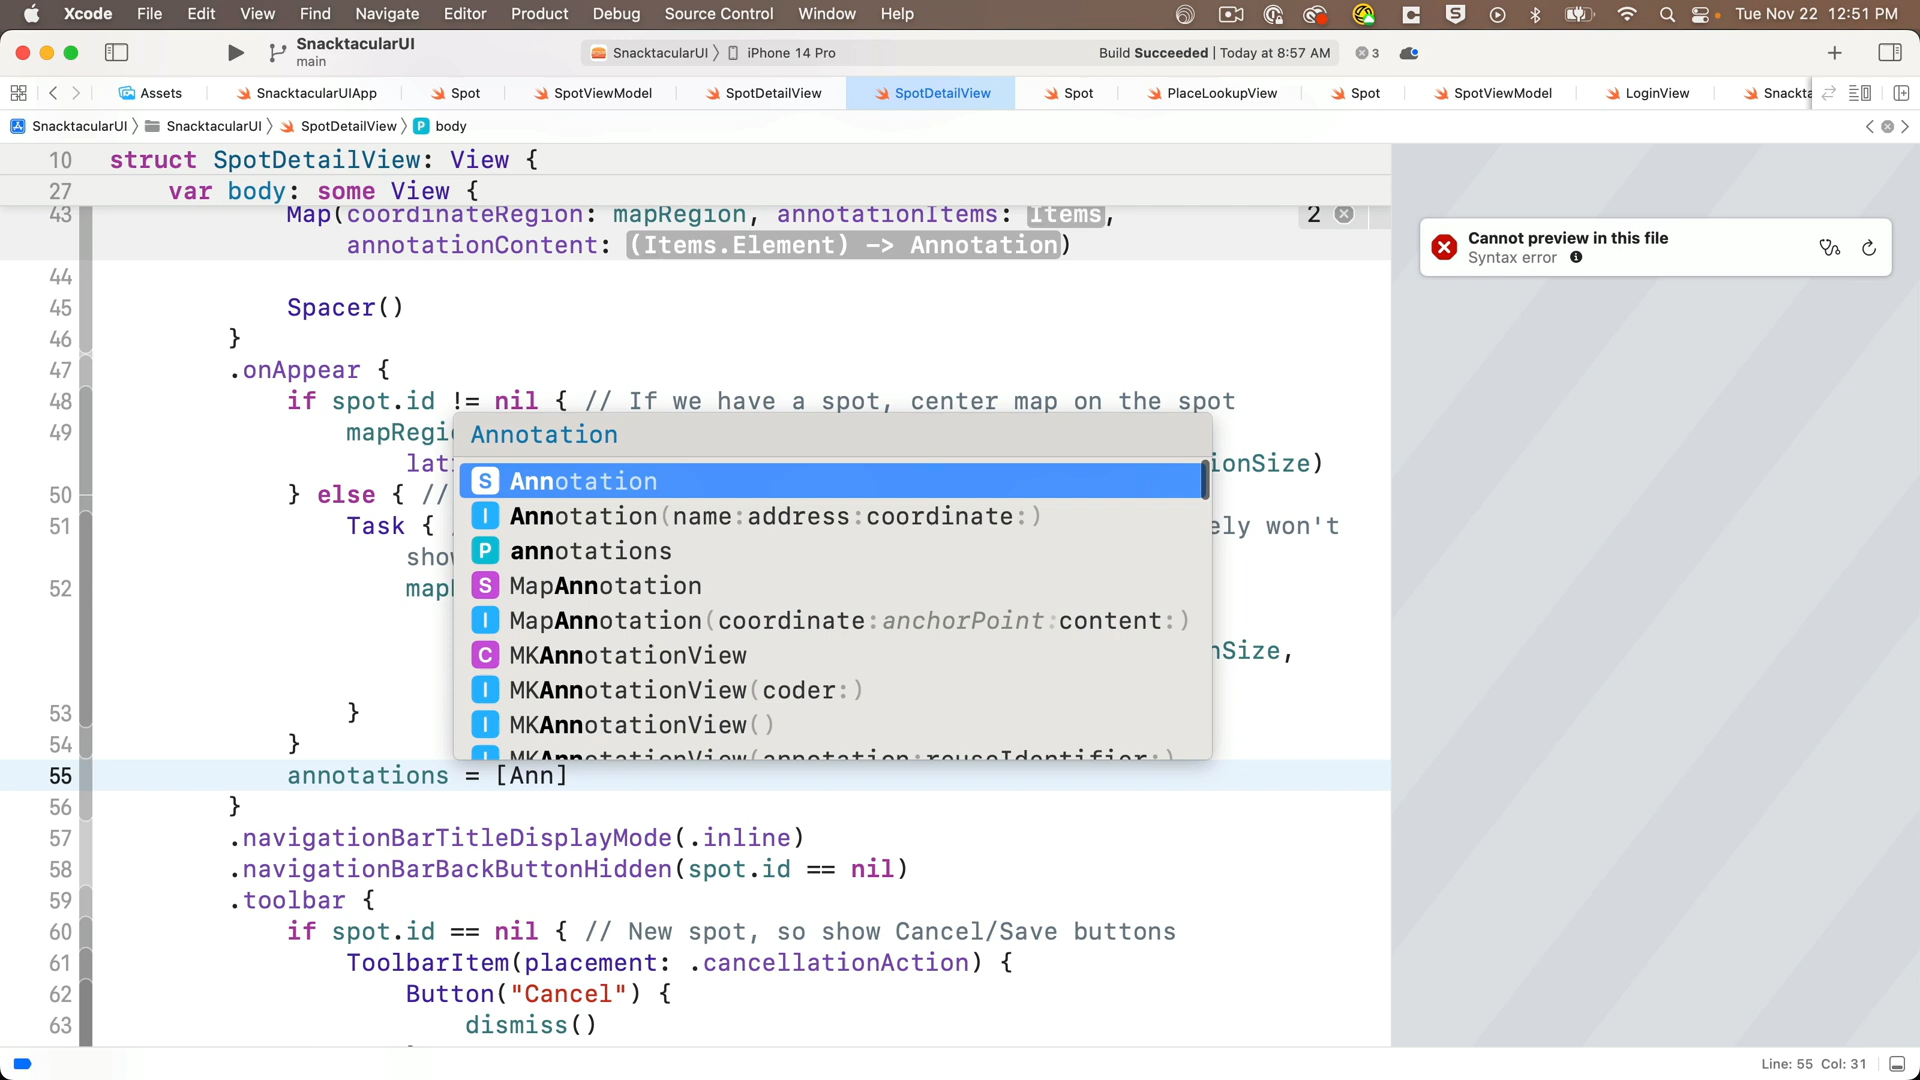 Xcode File Edit View Find Navigate Editor Product Debug Source Control Window Help Tue Nov 22 12:51 PM
SnacktacularUI
main
SnacktacularUI iPhone 14 Pro Build Succeeded | Today at 8:57 AM 3
Assets SnacktacularUIApp Spot SpotViewModel SpotDetailView SpotDetailView Spot PlaceLookupView Spot SpotViewModel LoginView Snackta
SnacktacularUI SnacktacularUI SpotDetailView body
10 struct SpotDetailView: View {
27 var body: some View {
43 Map(coordinateRegion: mapRegion, annotationItems: Items, 2
annotationContent: (Items.Element) -> Annotation)
44
45 Spacer()
46 }
47 .onAppear {
48 if spot.id != nil { // If we have a spot, center map on the spot
49 mapRegi
lat ionSize)
50 } else { //
51 Task { ely won't
show
52 map
nSize,
53 }
54 }
55 annotations = [Ann]
56 }
57 .navigationBarTitleDisplayMode(.inline)
58 .navigationBarBackButtonHidden(spot.id == nil)
59 .toolbar {
60 if spot.id == nil { // New spot, so show Cancel/Save buttons
61 ToolbarItem(placement: .cancellationAction) {
62 Button("Cancel") {
63 dismiss()
Annotation
S Annotation
I Annotation(name:address:coordinate:)
P annotations
S MapAnnotation
I MapAnnotation(coordinate:anchorPoint:content:)
C MKAnnotationView
I MKAnnotationView(coder:)
I MKAnnotationView()
I MKAnnotationView(annotation:reuseIdentifier:)
Cannot preview in this file
Syntax error
Line: 55 Col: 31